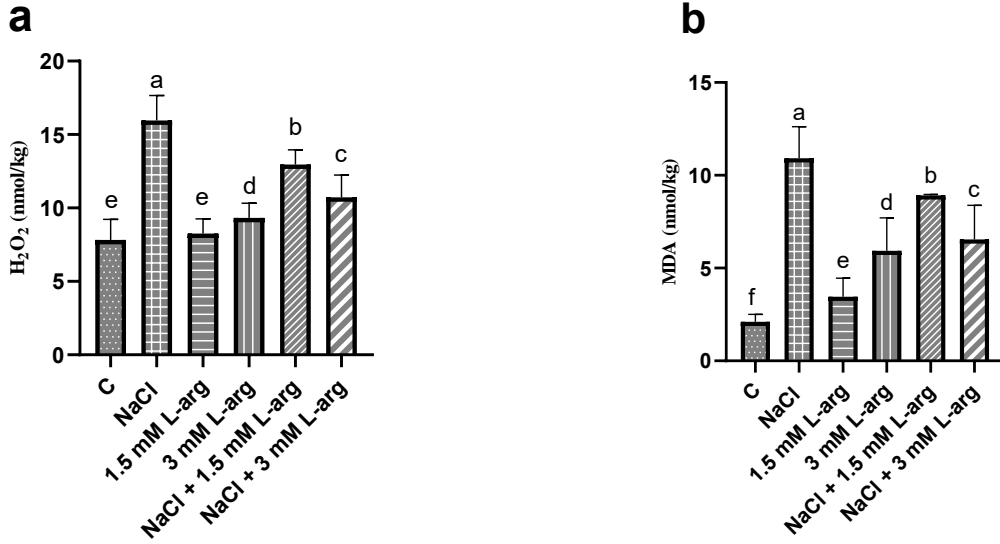 a
H₂O₂ (nmol/kg)
20
15
10
5
0
e
a
e
d
b
c
C
NaCl
1.5 mM L-arg
3 mM L-arg
NaCl + 1.5 mM L-arg
NaCl + 3 mM L-arg
b
MDA (nmol/kg)
15
10
5
0
f
a
e
d
b
c
C
NaCl
1.5 mM L-arg
3 mM L-arg
NaCl + 1.5 mM L-arg
NaCl + 3 mM L-arg